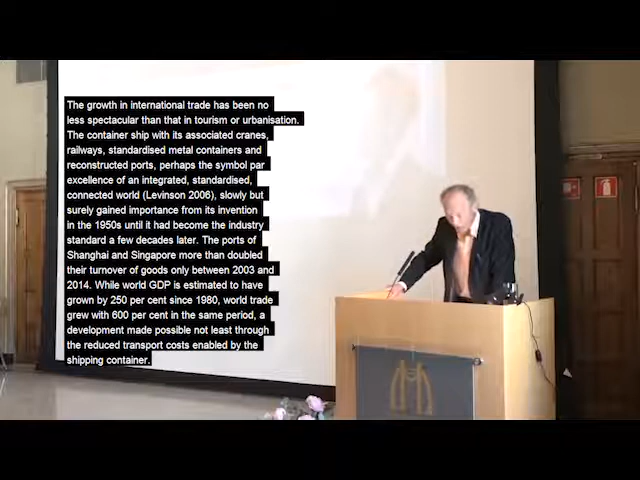 The growth in international trade has been no
less spectacular than that in tourism or urbanisation.
The container ship with its associated cranes,
railways, standardised metal containers and
reconstructed ports, perhaps the symbol par
excellence of an integrated, standardised,
connected world (Levinson 2006), slowly but
surely gained importance from its invention
in the 1950s until it had become the industry
standard a few decades later. The ports of
Shanghai and Singapore more than doubled
their turnover of goods only between 2003 and
2014. While world GDP is estimated to have
grown by 250 per cent since 1980, world trade
grew with 600 per cent in the same period, a
development made possible not least through
the reduced transport costs enabled by the
shipping container.